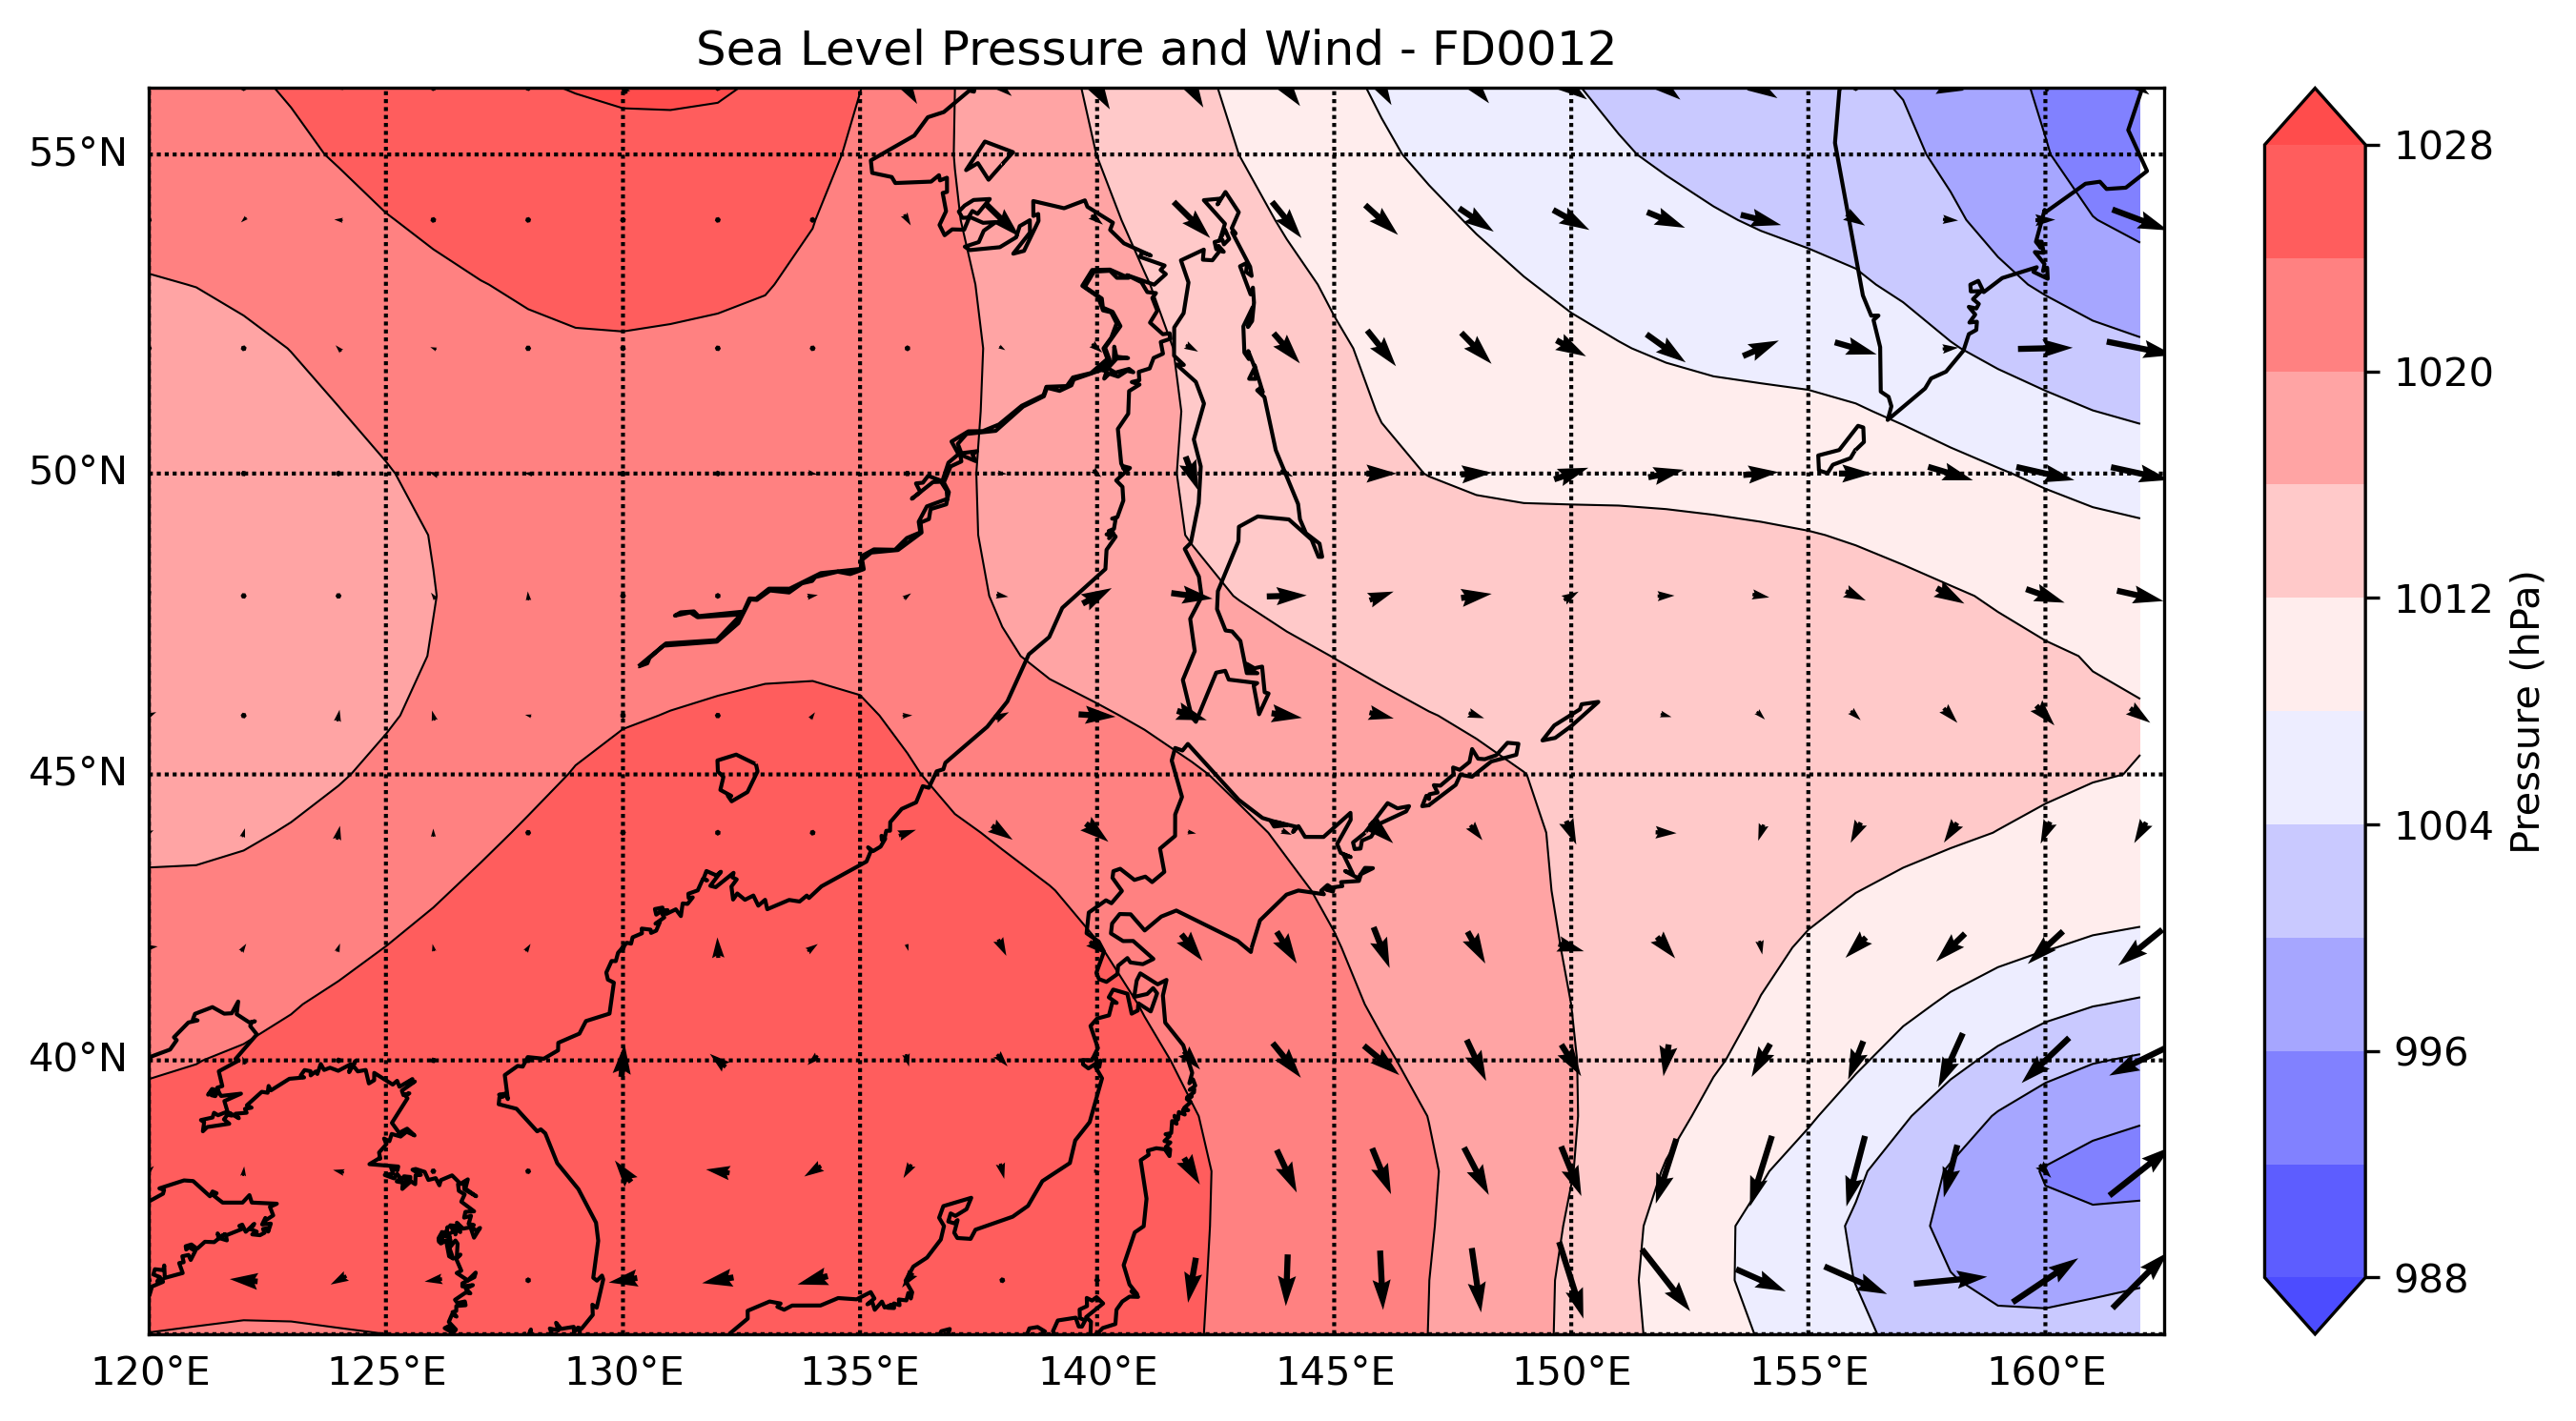 Sea Level Pressure and Wind - FD0012
55°N
50°N
45°N
40°N
120°E 125°E 130°E 135°E 140°E 145°E 150°E 155°E 160°E
1028
1020
1012
1004
996
988
Pressure (hPa)